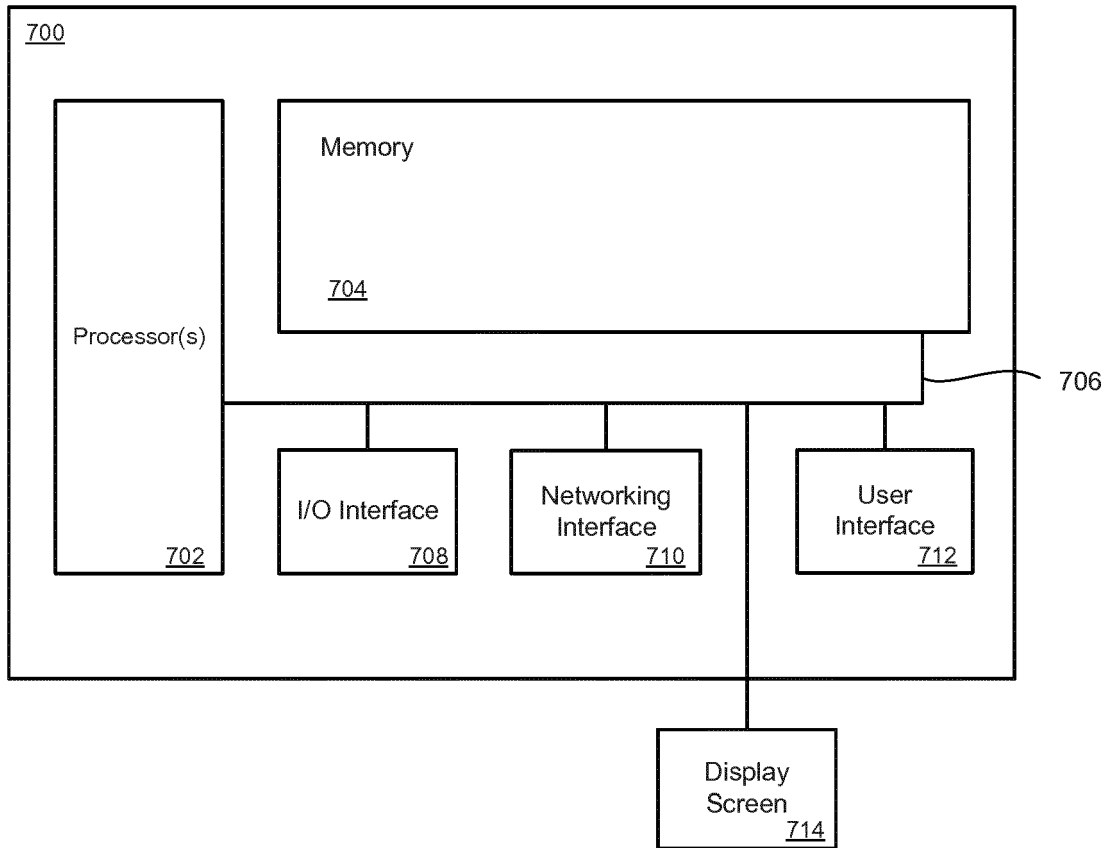 700
Memory
704
Processor(s)
702
706
I/O Interface
708
Networking
Interface
710
User
Interface
712
Display
Screen
714